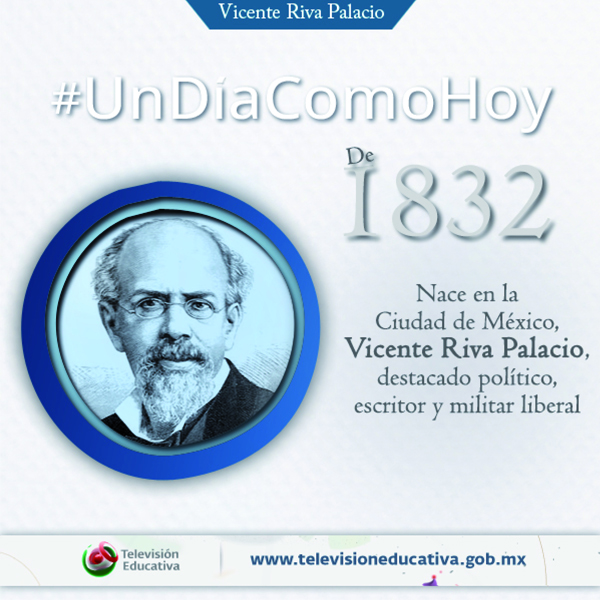 Vicente Riva Palacio
#UnDiaComoHoy
De
1832
Nace en la
Ciudad de México,
Vicente Riva Palacio,
destacado político,
escritor y militar liberal
Televisión
Educativa
www.televisioneducativa.gob.mx